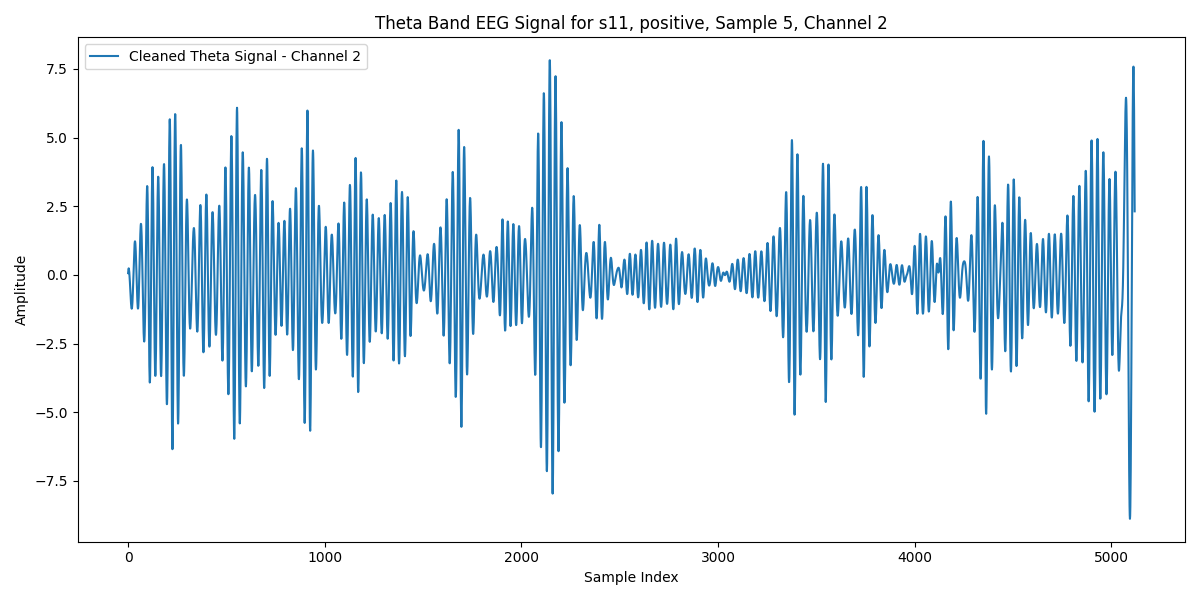 Theta Band EEG Signal for s11, positive, Sample 5, Channel 2
Cleaned Theta Signal - Channel 2
7.5
5.0
2.5
0.0
−2.5
−5.0
−7.5
Amplitude
0 1000 2000 3000 4000 5000
Sample Index